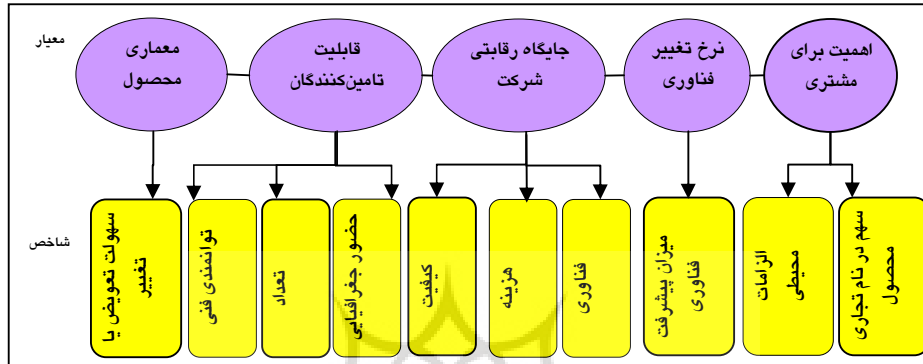 معیار
اهمیت برای
مشتری
نرخ تغییر
فناوری
جایگاه رقابتی
شرکت
قابلیت
تامین‌کنندگان
معماری
محصول
شاخص
سهم در نام تجاری
محصول
الزامات
محیطی
میزان پیشرفت
فناوری
فناوری
هزینه
کیفیت
حضور جغرافیایی
تعداد
توانمندی فنی
سهولت تعویض یا
تغییر